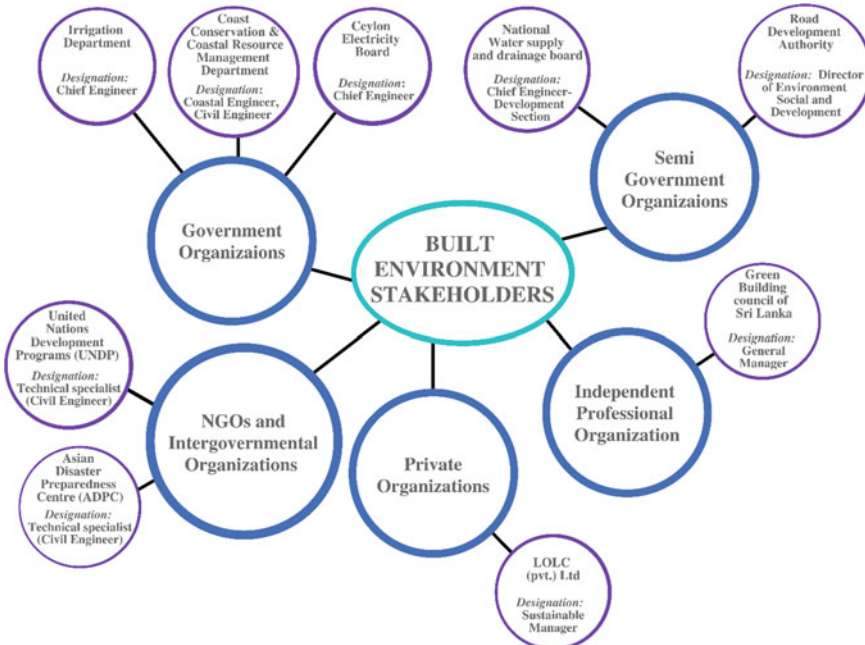 Irrigation
Department
Designation:
Chief Engineer
Coast
Conservation &
Coastal Resource
Management
Department
Designation:
Coastal Engineer,
Civil Engineer
Ceylon
Electricity
Board
Designation:
Chief Engineer
National
Water supply
and drainage board
Designation:
Chief Engineer-
Development
Section
Road
Development
Authority
Designation: Director
of Environment
Social and
Development
Government
Organizaions
Semi
Government
Organizaions
BUILT
ENVIRONMENT
STAKEHOLDERS
Green
Building
council of
Sri Lanka
Designation:
General
Manager
United
Nations
Development
Programs (UNDP)
Designation:
Technical specialist
(Civil Engineer)
NGOs and
Intergovernmental
Organizations
Independent
Professional
Organization
Asian
Disaster
Preparedness
Centre (ADPC)
Designation:
Technical specialist
(Civil Engineer)
Private
Organizations
LOLC
(pvt.) Ltd
Designation:
Sustainable
Manager